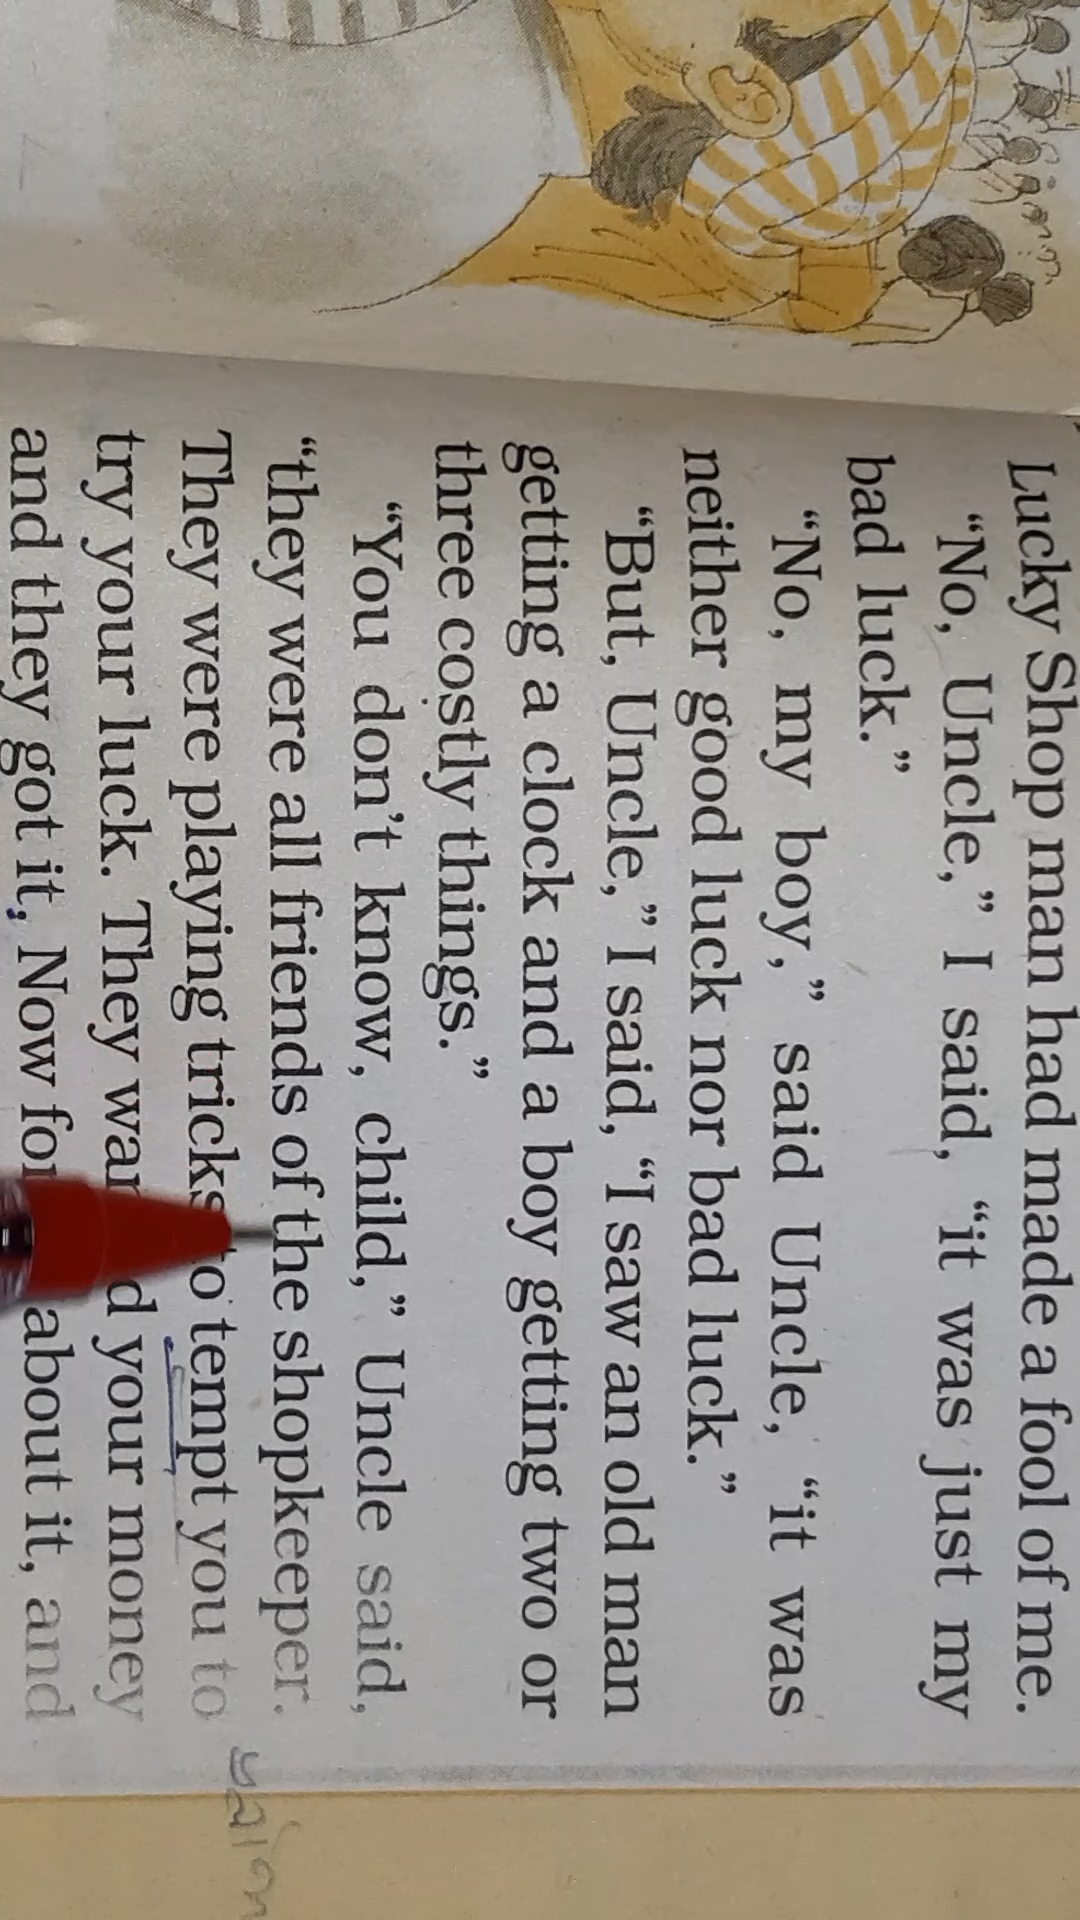 Lucky Shop man had made a fool of me.
“No, Uncle,” I said, “it was just my
bad luck.”
“No, my boy,” said Uncle, “it was
neither good luck nor bad luck.”
“But, Uncle,” I said, “I saw an old man
getting a clock and a boy getting two or
three costly things.”
“You don’t know, child,” Uncle said,
“they were all friends of the shopkeeper.
They were playing tricks to tempt you to
try your luck. They your money
and they got it. Now about it, and